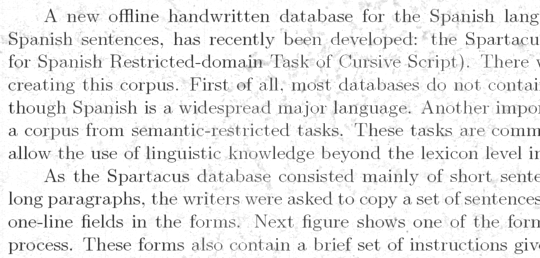 A new offline handwritten database for the Spanish lang
Spanish sentences, has recently been developed: the Spartacu
for Spanish Restricted-domain Task of Cursive Script). There
creating this corpus. First of all, most databases do not contai
though Spanish is a widespread major language. Another impor
a corpus from semantic-restricted tasks. These tasks are comm
allow the use of linguistic knowledge beyond the lexicon level in
As the Spartacus database consisted mainly of short sente
long paragraphs, the writers were asked to copy a set of sentences
one-line fields in the forms. Next figure shows one of the form
process. These forms also contain a brief set of instructions give